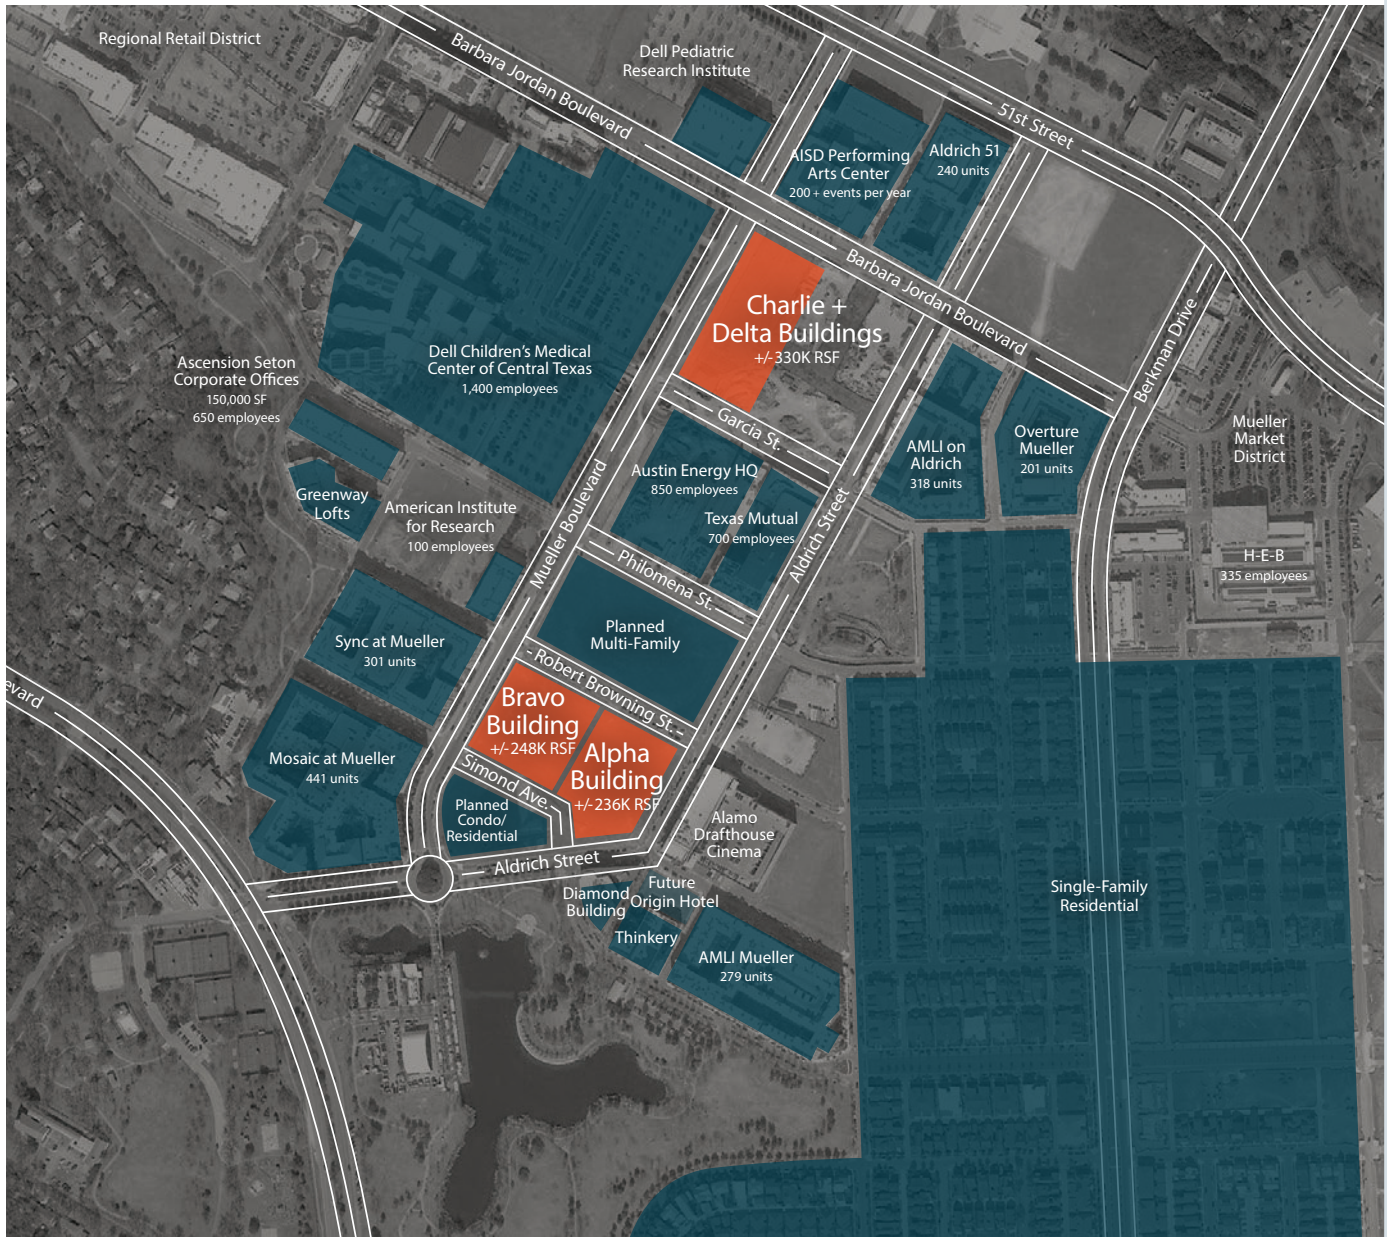 Regional Retail District
Barbara Jordan Boulevard
Dell Pediatric
Research Institute
51st Street
AISD Performing
Arts Center
200 + events per year
Aldrich 51
240 units
Barbara Jordan Boulevard
Berkman Drive
Charlie +
Delta Buildings
+/-330K RSF
Dell Children's Medical
Center of Central Texas
1,400 employees
Ascension Seton
Corporate Offices
150,000 SF
650 employees
Garcia St.
AMLI on
Aldrich
318 units
Overture
Mueller
201 units
Mueller
Market
District
Austin Energy HQ
850 employees
Texas Mutual
700 employees
Greenway
Lofts
American Institute
for Research
100 employees
Mueller Boulevard
Aldrich Street
Philomena St.
H-E-B
335 employees
Planned
Multi-Family
Sync at Mueller
301 units
Robert Browning St.
evard
Bravo
Building
+/-248K RSF
Alpha
Building
+/-236K RSF
Mosaic at Mueller
441 units
Simond Ave.
Planned
Condo/
Residential
Alamo
Drafthouse
Cinema
Aldrich Street
Diamond
Building
Future
Origin Hotel
Single-Family
Residential
Thinkery
AMLI Mueller
279 units